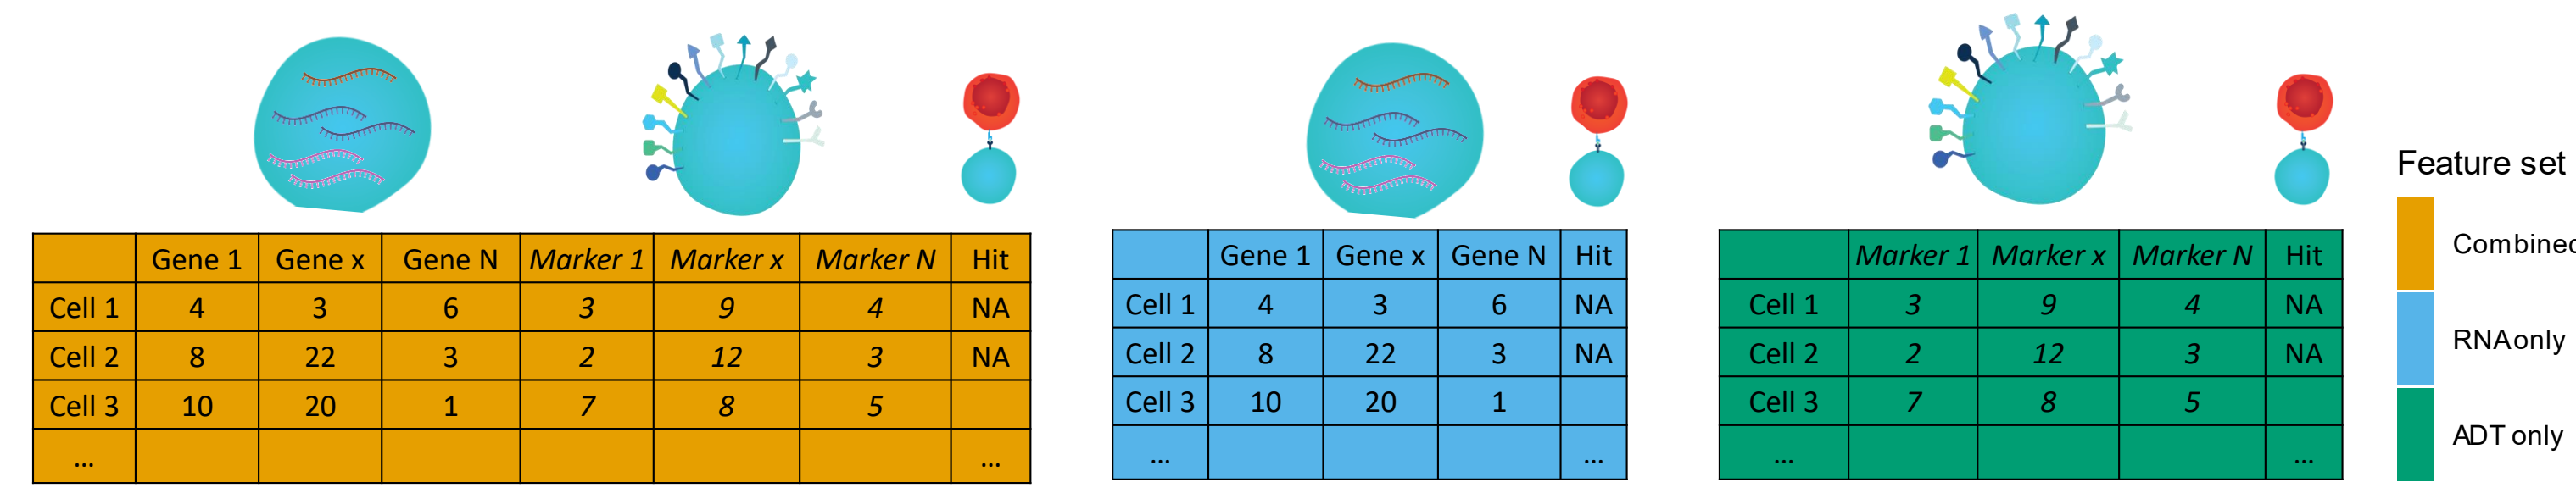 Gene 1 Gene x Gene N Marker 1 Marker x Marker N Hit
Cell 1 4 3 6 3 9 4 NA
Cell 2 8 22 3 2 12 3 NA
Cell 3 10 20 1 7 8 5
... ...
Gene 1 Gene x Gene N Hit
Cell 1 4 3 6 NA
Cell 2 8 22 3 NA
Cell 3 10 20 1
... ...
Marker 1 Marker x Marker N Hit
Cell 1 3 9 4 NA
Cell 2 2 12 3 NA
Cell 3 7 8 5
... ...
Feature set
Combined
RNA only
ADT only